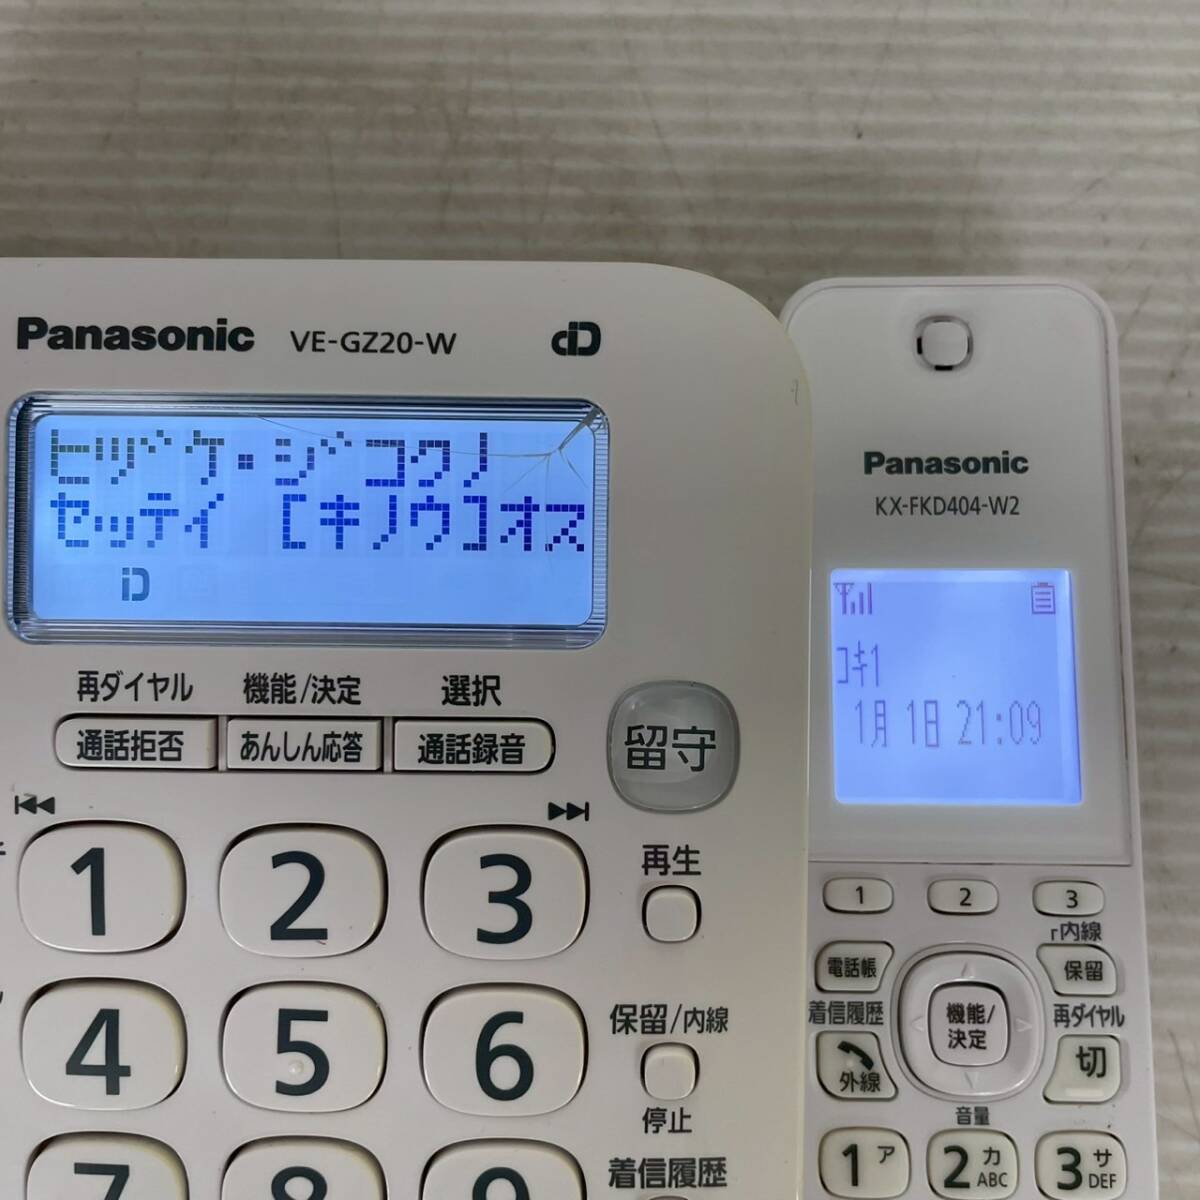 Panasonic VE-GZ20-W
ヒヅケ・ジコクノ
セッテイ [キノウ]オス
iD
再ダイヤル 機能/決定 選択
通話拒否 あんしん応答 通話録音
留守
1 2 3
再生
4 5 6
保留/内線
停止
7 8 9
着信履歴
Panasonic
KX-FKD404-W2
コキ1
1月 1日 21:09
1 2 3
電話帳
内線
保留
機能/
決定
着信履歴
再ダイヤル
外線
切
音量
1 ア 2 カ ABC 3 サ DEF